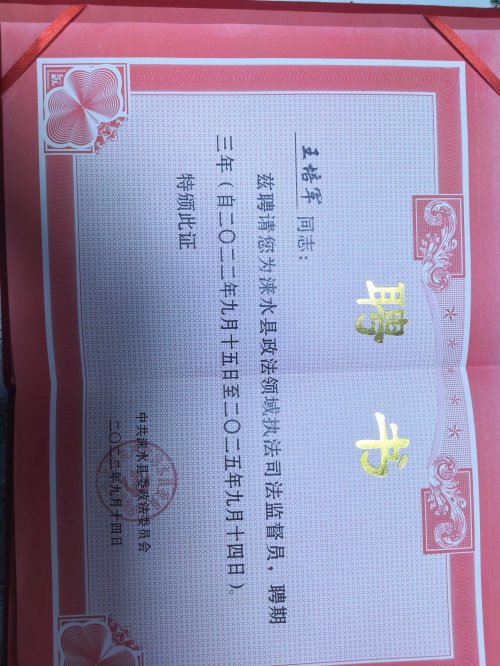 聘书
王培军 同志：
兹聘请您为涞水县政法领域执法司法监督员，聘期
三年（自二〇二二年九月十五日至二〇二五年九月十四日）。
特颁此证
中共涞水县委政法委员会
二〇二二年九月十四日